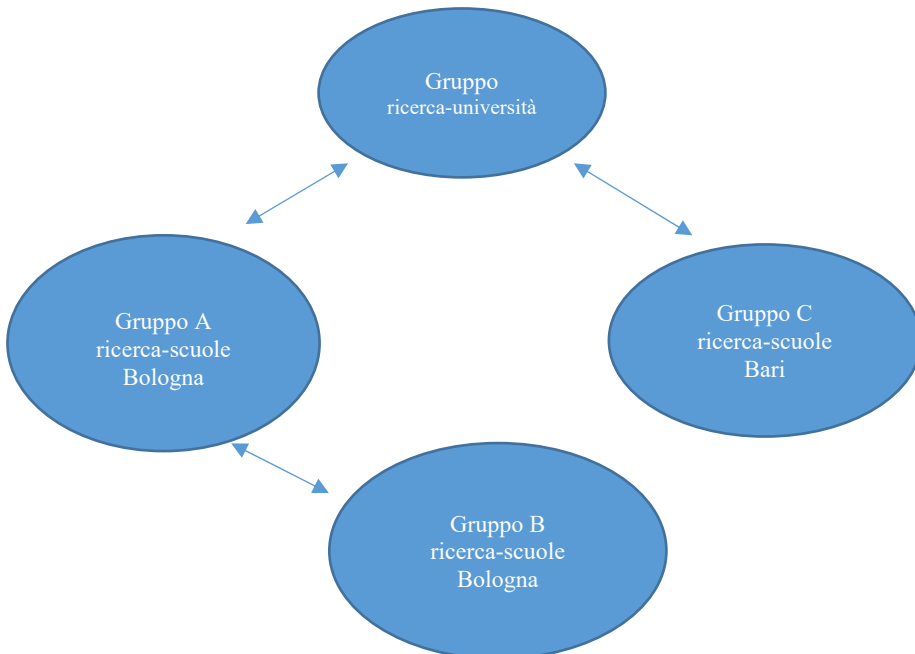 Gruppo
ricerca-università
Gruppo A
ricerca-scuole
Bologna
Gruppo C
ricerca-scuole
Bari
Gruppo B
ricerca-scuole
Bologna